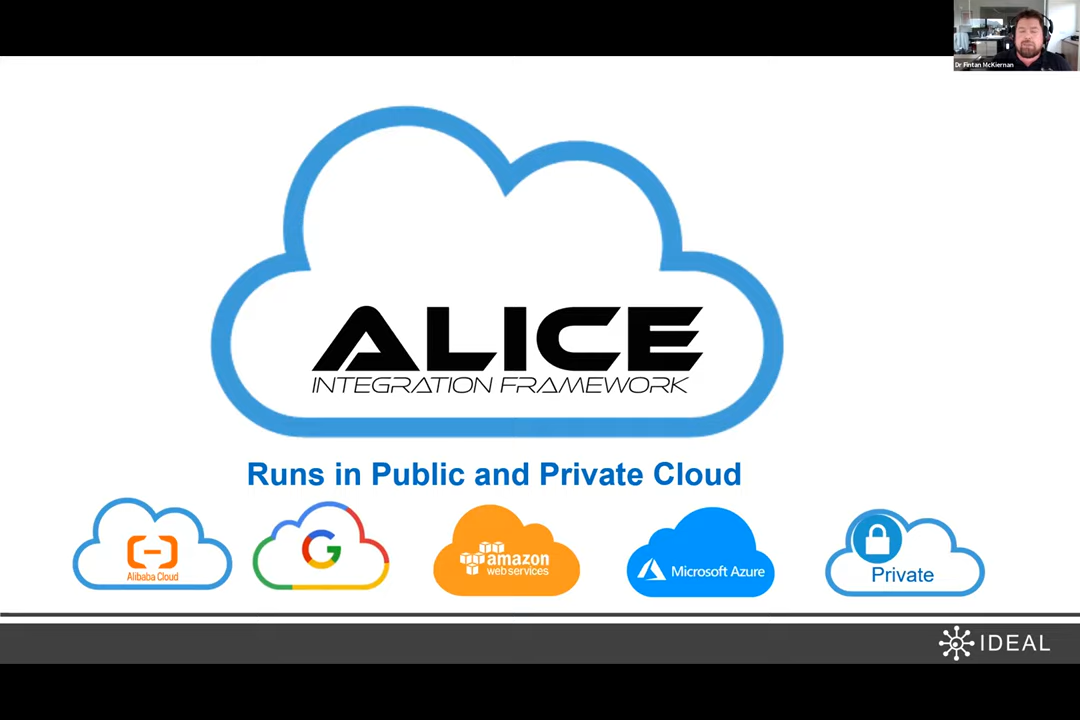 Dr Fintan McKiernan
ALICE
INTEGRATION FRAMEWORK
Runs in Public and Private Cloud
Alibaba Cloud
G
amazon
web services
Microsoft Azure
Private
IDEAL